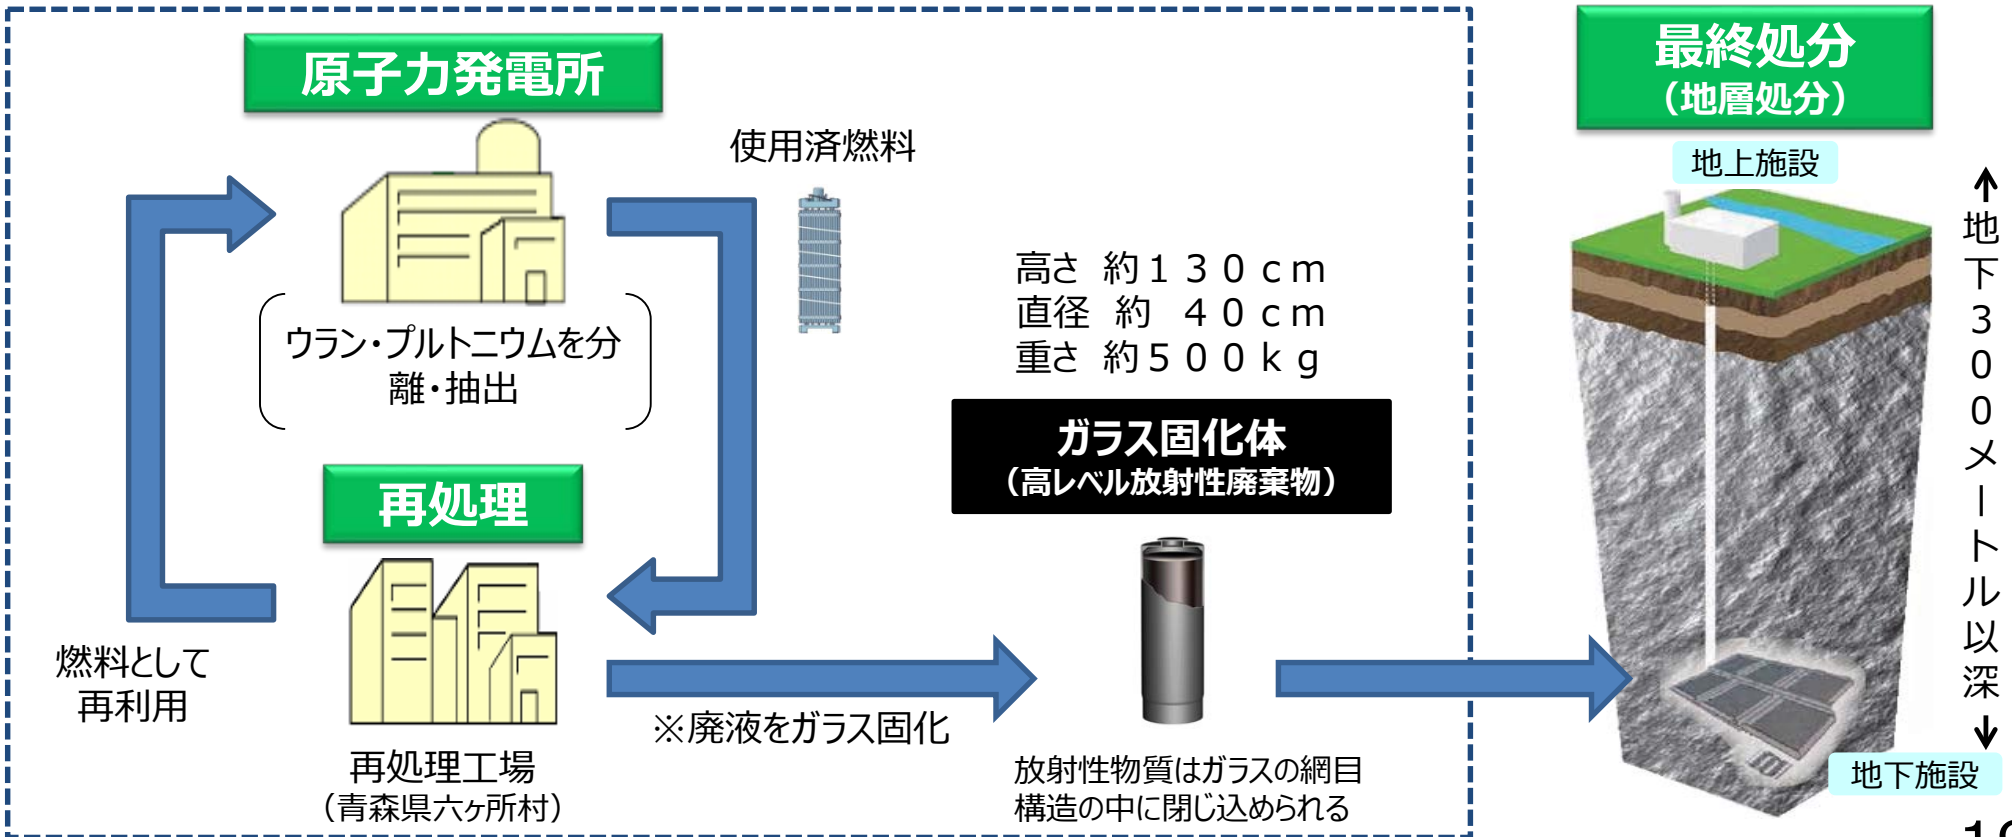 原子力発電所
使用済燃料
ウラン・プルトニウムを分
離・抽出
再処理
燃料として
再利用
再処理工場
（青森県六ヶ所村）
※廃液をガラス固化
高さ 約１３０ｃｍ
直径 約 ４０ｃｍ
重さ 約５００ｋｇ
ガラス固化体
（高レベル放射性廃棄物）
放射性物質はガラスの網目
構造の中に閉じ込められる
最終処分
（地層処分）
地上施設
↑地下３００メートル以深↓
地下施設